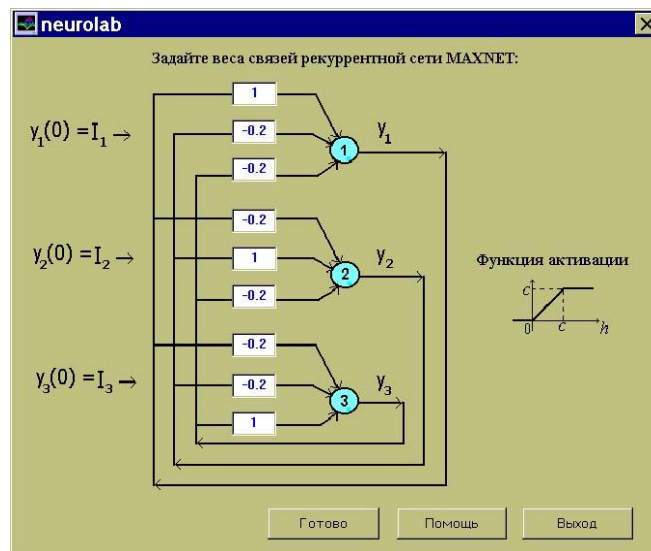 neurolab
Задайте веса связей рекуррентной сети MAXNET:
1
y₁(0) = I₁
-0.2
y₁
1
-0.2
-0.2
y₂(0) = I₂
1
y₂
2
-0.2
Функция активации
c
0
c
h
-0.2
y₃(0) = I₃
-0.2
y₃
3
1
Готово
Помощь
Выход